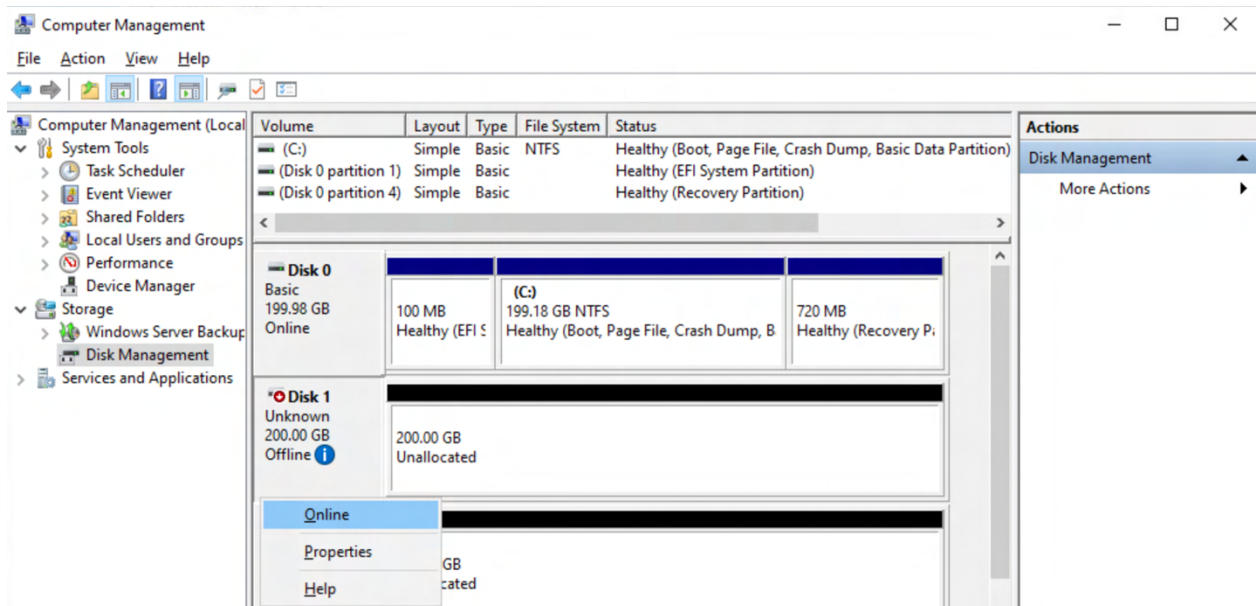 Computer Management
File Action View Help
Computer Management (Local
System Tools
Task Scheduler
Event Viewer
Shared Folders
Local Users and Groups
Performance
Device Manager
Storage
Windows Server Backup
Disk Management
Services and Applications
Volume Layout Type File System Status
(C:) Simple Basic NTFS Healthy (Boot, Page File, Crash Dump, Basic Data Partition)
(Disk 0 partition 1) Simple Basic Healthy (EFI System Partition)
(Disk 0 partition 4) Simple Basic Healthy (Recovery Partition)
Disk 0
Basic
199.98 GB
Online
100 MB
Healthy (EFI S
(C:)
199.18 GB NTFS
Healthy (Boot, Page File, Crash Dump, B
720 MB
Healthy (Recovery Pa
Disk 1
Unknown
200.00 GB
Offline
200.00 GB
Unallocated
Online
Properties
Help
GB
cated
Actions
Disk Management
More Actions